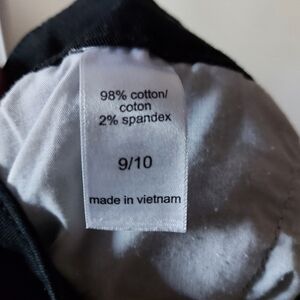 98% cotton/
coton
2% spandex
9/10
made in vietnam